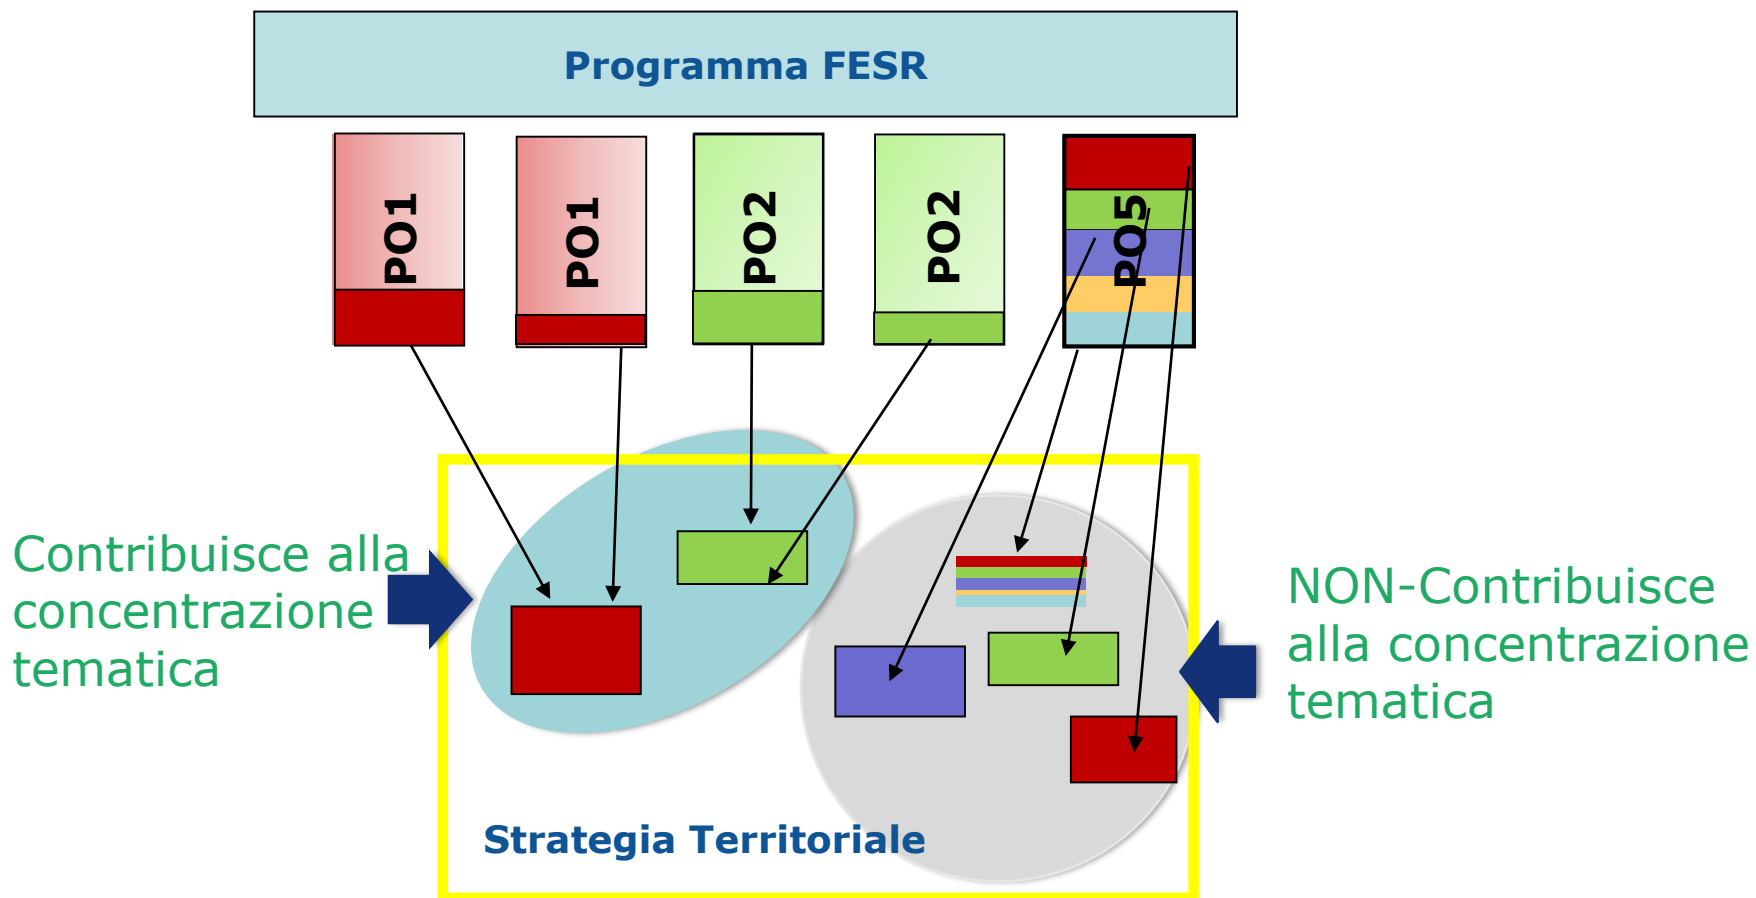 Programma FESR
PO1
PO1
PO2
PO2
PO5
Contribuisce alla
concentrazione
tematica
NON-Contribuisce
alla concentrazione
tematica
Strategia Territoriale